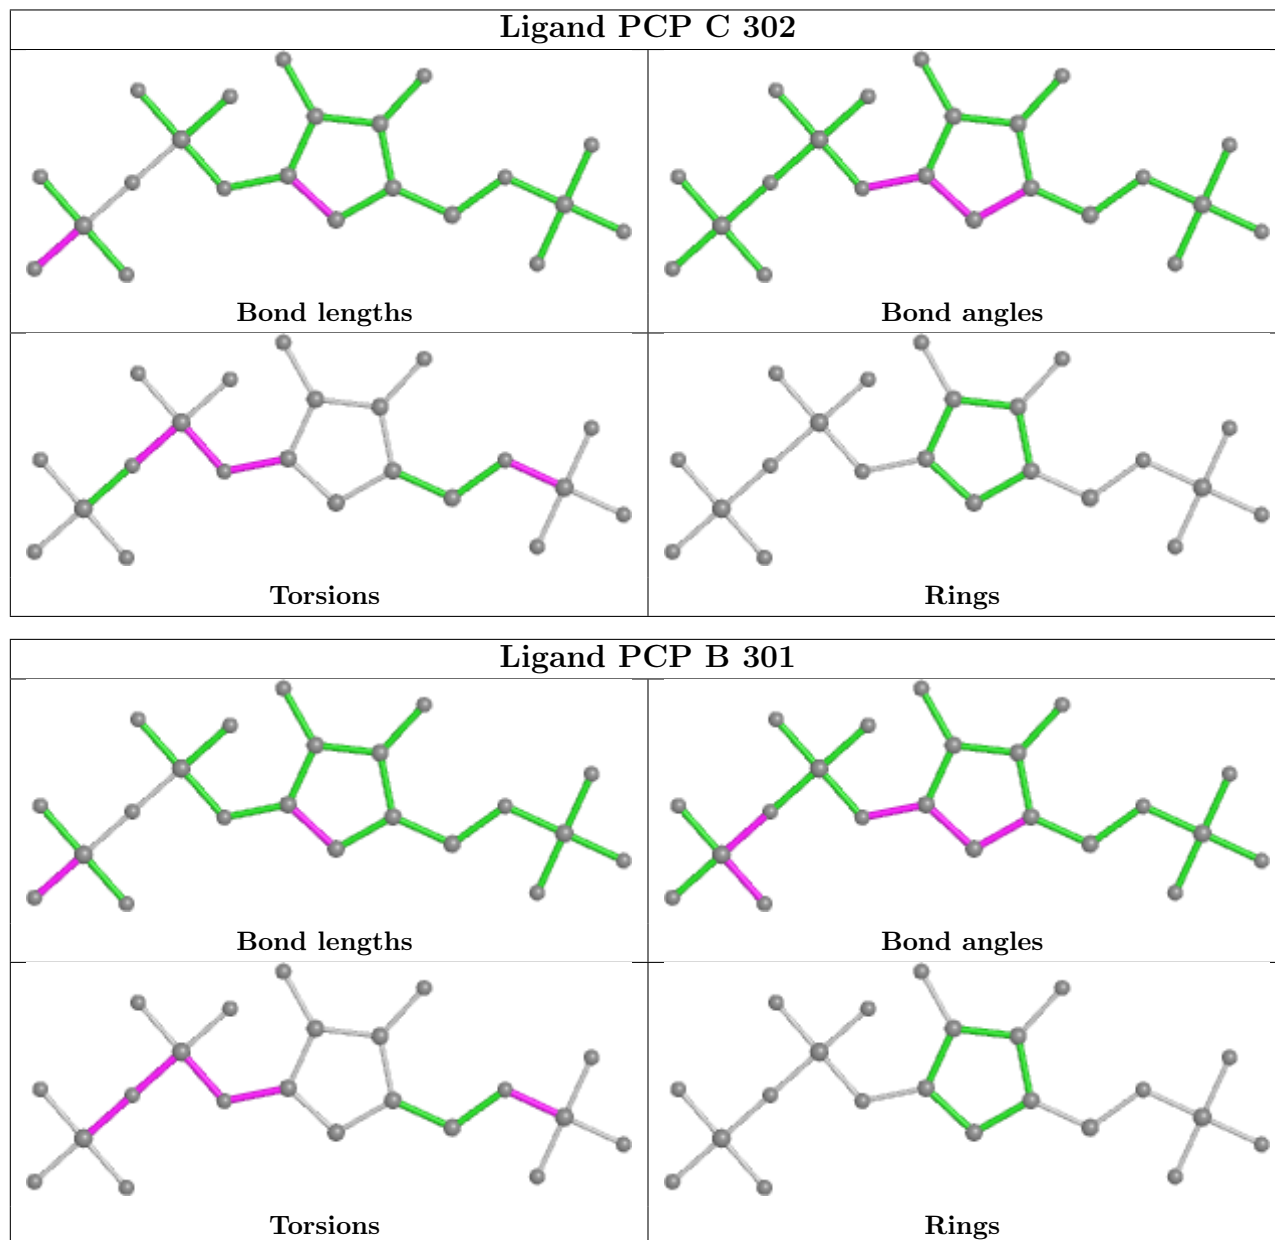 Ligand PCP C 302
Bond lengths
Bond angles
Torsions
Rings
Ligand PCP B 301
Bond lengths
Bond angles
Torsions
Rings